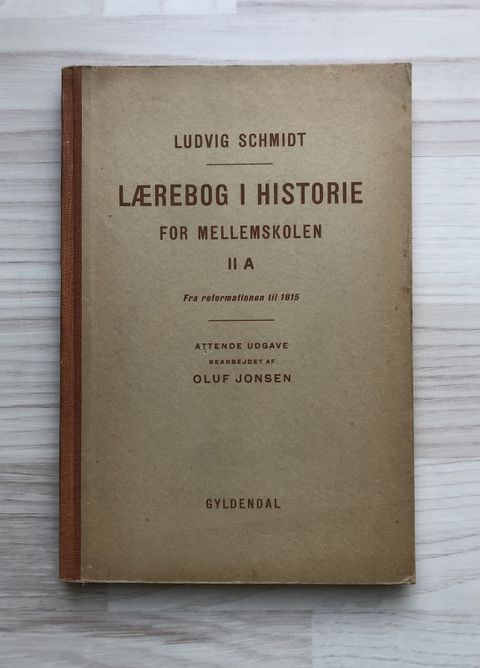 LUDVIG SCHMIDT
LÆREBOG I HISTORIE
FOR MELLEMSKOLEN
II A
Fra reformationen til 1815
ATTENDE UDGAVE
BEARBEJDET AF
OLUF JONSEN
GYLDENDAL